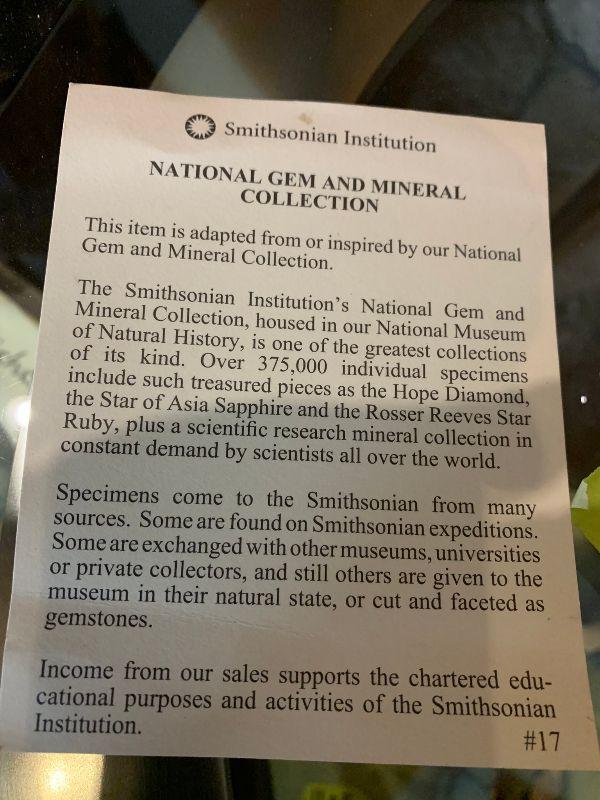 Smithsonian Institution
NATIONAL GEM AND MINERAL
COLLECTION
This item is adapted from or inspired by our National
Gem and Mineral Collection.
The Smithsonian Institution's National Gem and
Mineral Collection, housed in our National Museum
of Natural History, is one of the greatest collections
of its kind. Over 375,000 individual specimens
include such treasured pieces as the Hope Diamond,
the Star of Asia Sapphire and the Rosser Reeves Star
Ruby, plus a scientific research mineral collection in
constant demand by scientists all over the world.
Specimens come to the Smithsonian from many
sources. Some are found on Smithsonian expeditions.
Some are exchanged with other museums, universities
or private collectors, and still others are given to the
museum in their natural state, or cut and faceted as
gemstones.
Income from our sales supports the chartered edu-
cational purposes and activities of the Smithsonian
Institution.
#17